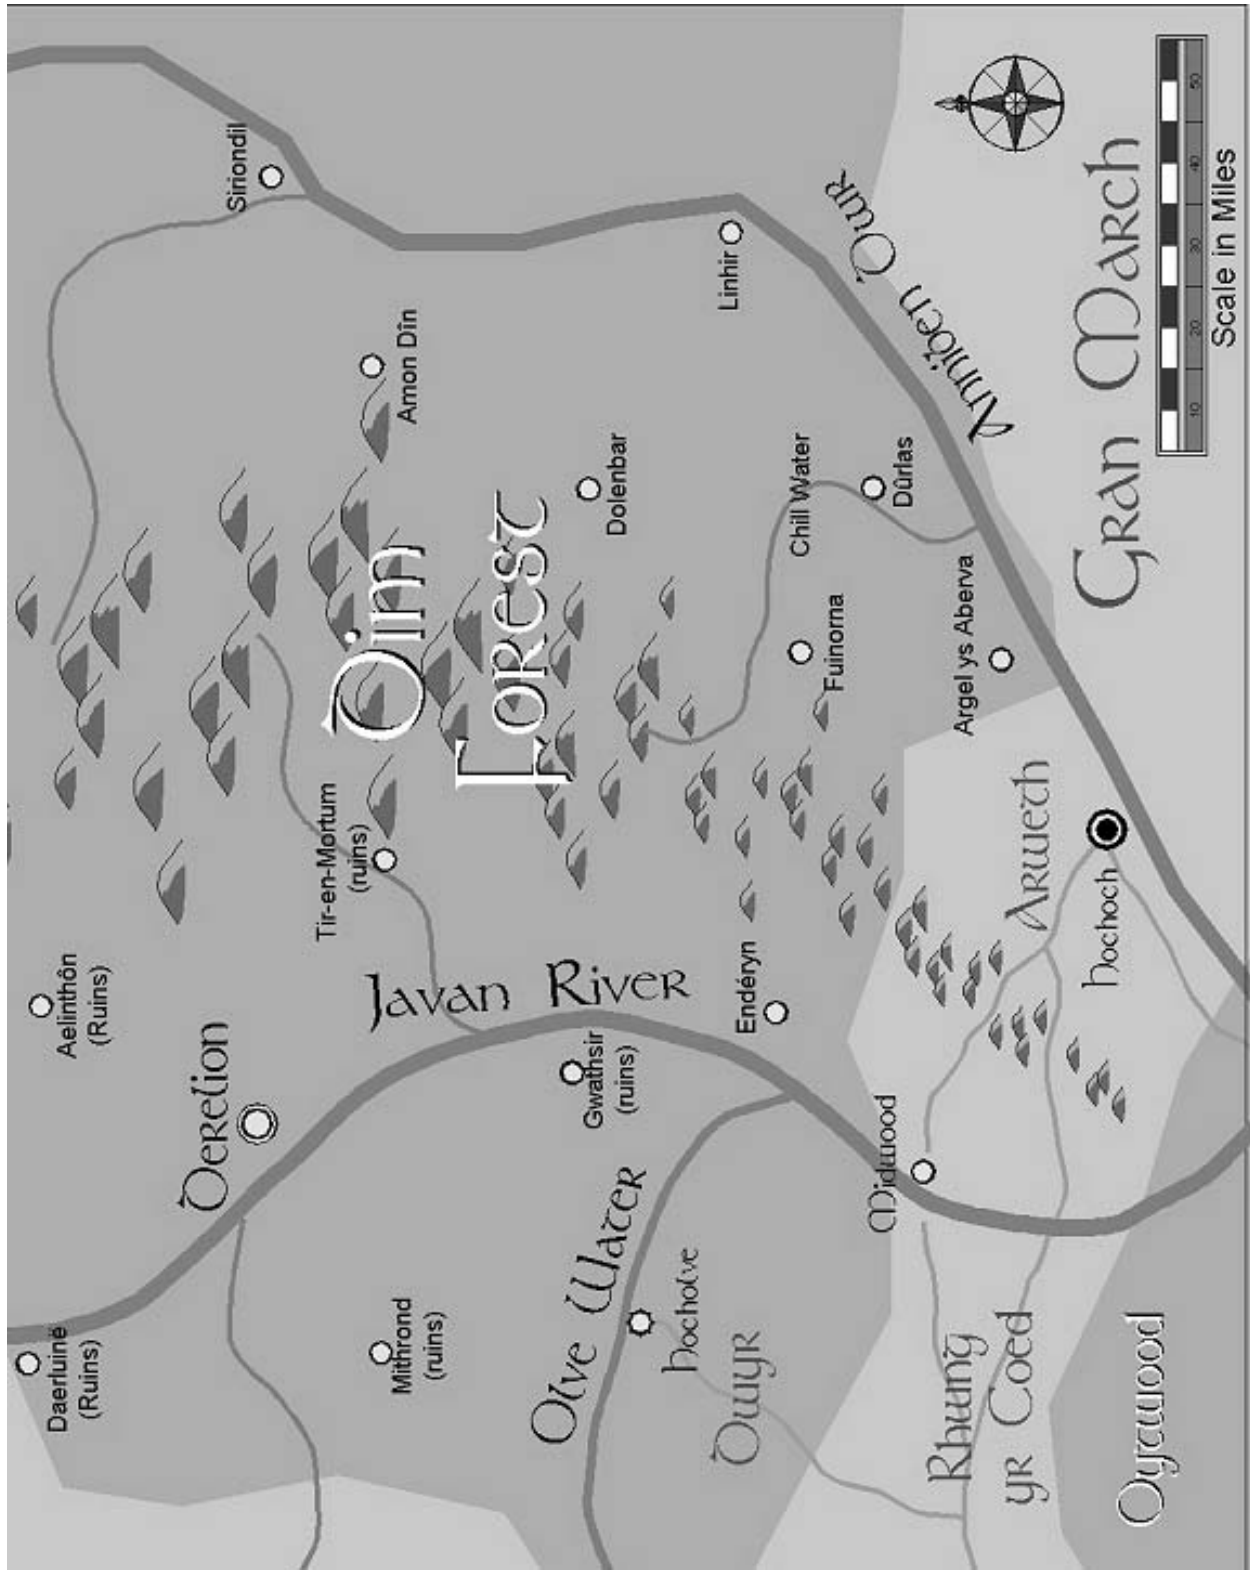 Daerluinë
(Ruins)
Aelinthôn
(Ruins)
Derelion
Siriondil
Tir-en-Mortum
(ruins)
Javan River
Mithrond
(ruins)
Amon Dîn
Dim
Forest
Olve Water
Gwathsir
(ruins)
Dolenbar
Hocholve
Linhir
Dwyr
Endéryn
Chill Water
Fuinorna
Midwood
Dûrlas
Rhwng
yr Coed
Argel ys Aberva
Arweth
Hochoch
Gran March
Oytwood
10 20 30 40 50
Scale in Miles